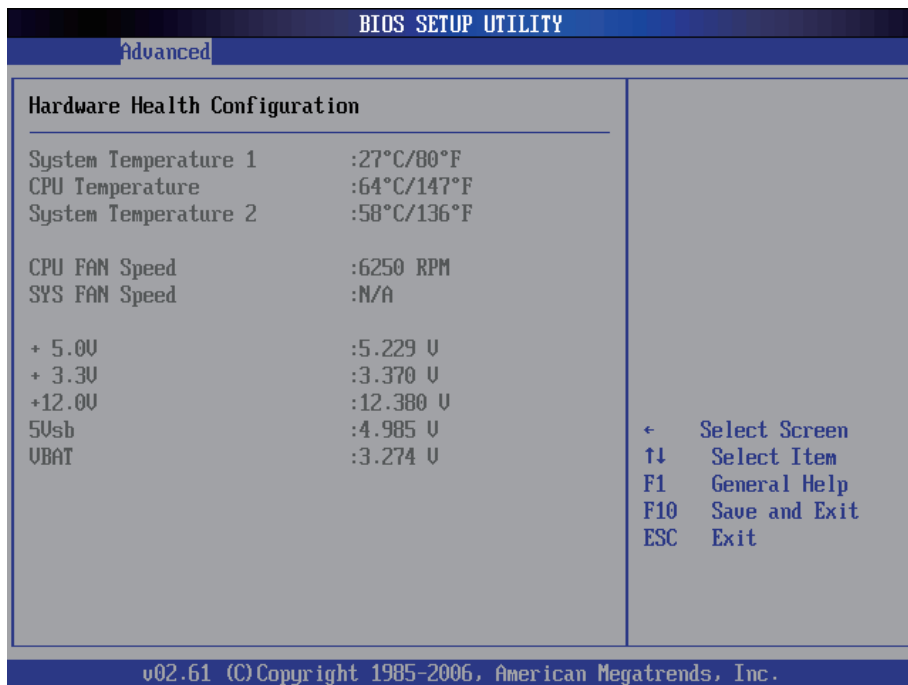 BIOS SETUP UTILITY
Advanced
Hardware Health Configuration
System Temperature 1 :27°C/80°F
CPU Temperature :64°C/147°F
System Temperature 2 :58°C/136°F
CPU FAN Speed :6250 RPM
SYS FAN Speed :N/A
+ 5.0V :5.229 V
+ 3.3V :3.370 V
+12.0V :12.380 V
5Vsb :4.985 V
VBAT :3.274 V
← Select Screen
↑↓ Select Item
F1 General Help
F10 Save and Exit
ESC Exit
v02.61 (C)Copyright 1985-2006, American Megatrends, Inc.